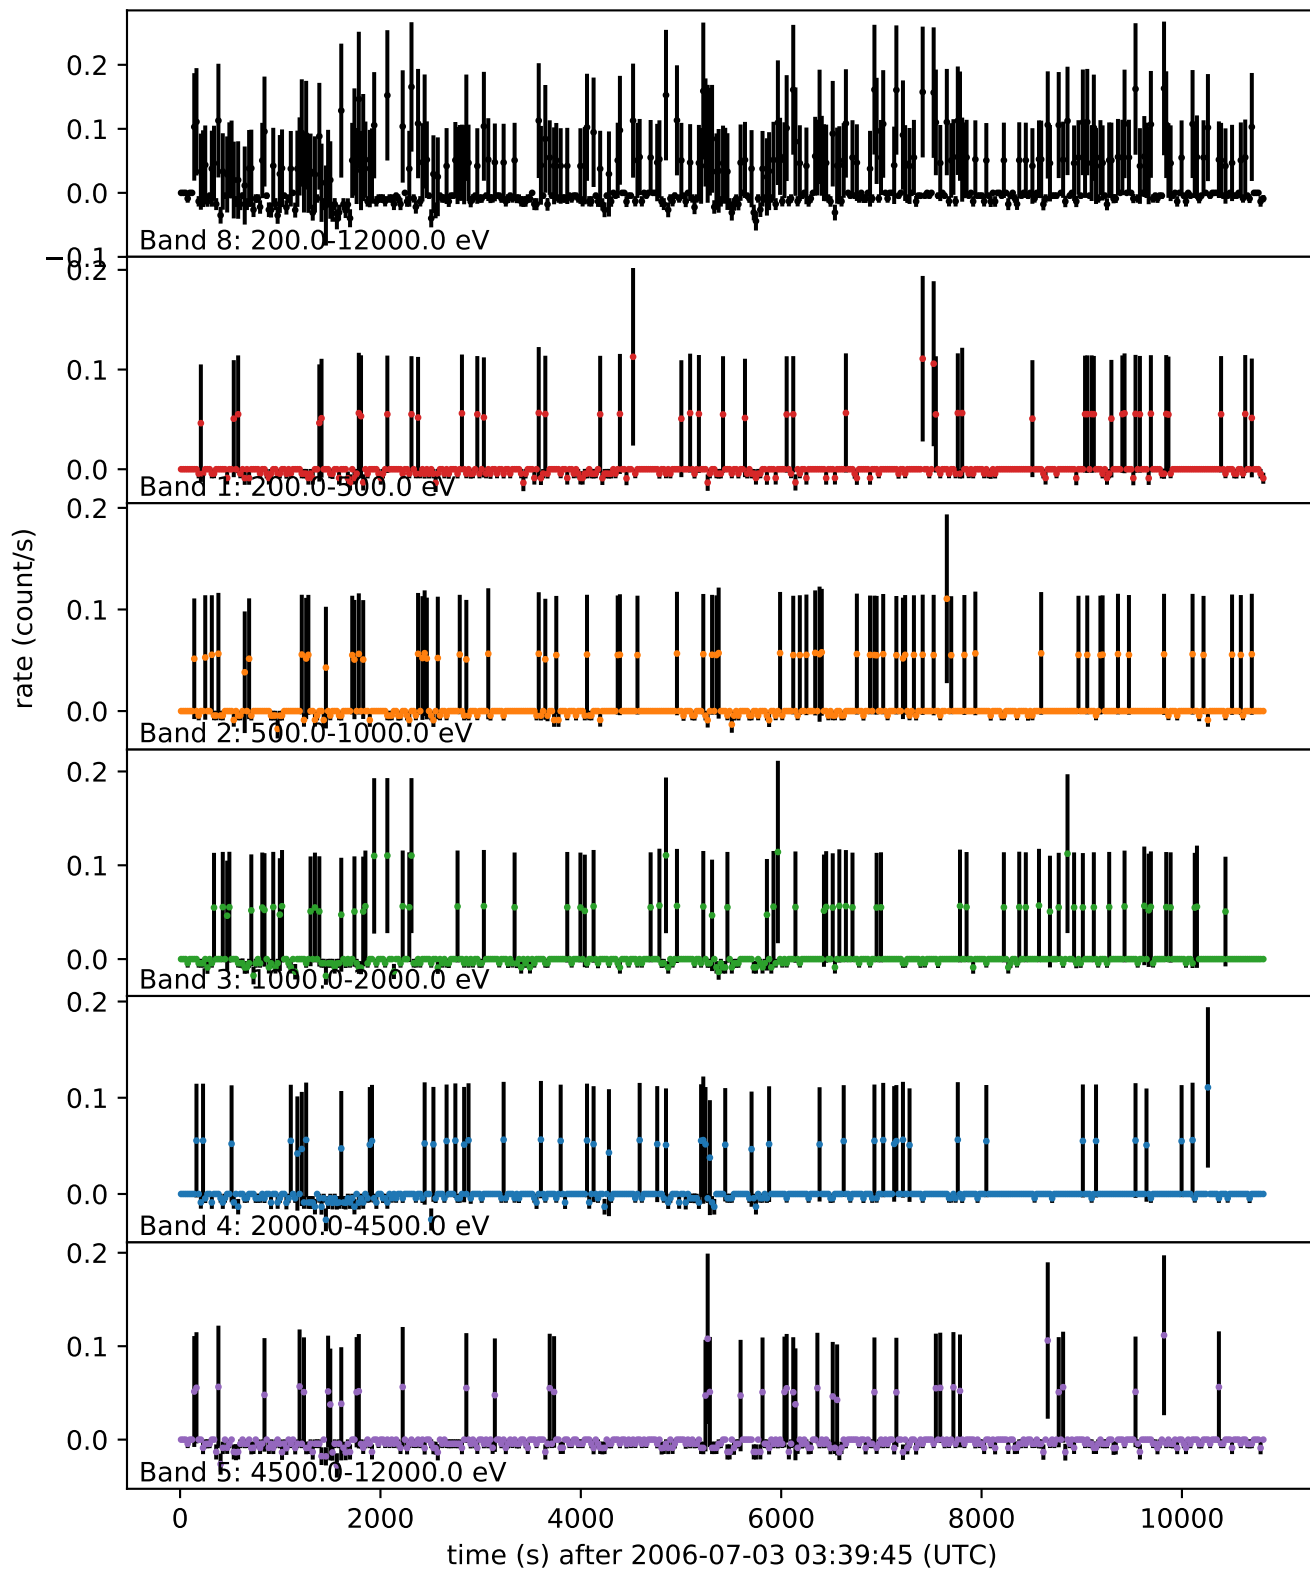 0.2
0.1
0.0
−0.1
Band 8: 200.0-12000.0 eV
0.2
0.1
0.0
Band 1: 200.0-500.0 eV
0.2
0.1
0.0
Band 2: 500.0-1000.0 eV
rate (count/s)
0.2
0.1
0.0
Band 3: 1000.0-2000.0 eV
0.2
0.1
0.0
Band 4: 2000.0-4500.0 eV
0.2
0.1
0.0
Band 5: 4500.0-12000.0 eV
0 2000 4000 6000 8000 10000
time (s) after 2006-07-03 03:39:45 (UTC)